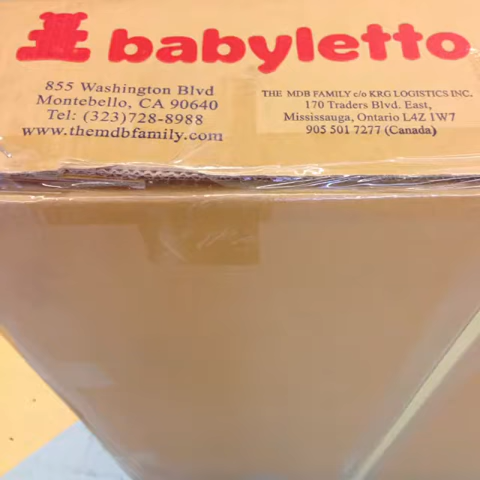 babyletto
855 Washington Blvd
Montebello, CA 90640
Tel: (323)728-8988
www.themdbfamily.com
THE MDB FAMILY c/o KRG LOGISTICS INC.
170 Traders Blvd. East,
Mississauga, Ontario L4Z 1W7
905 501 7277 (Canada)